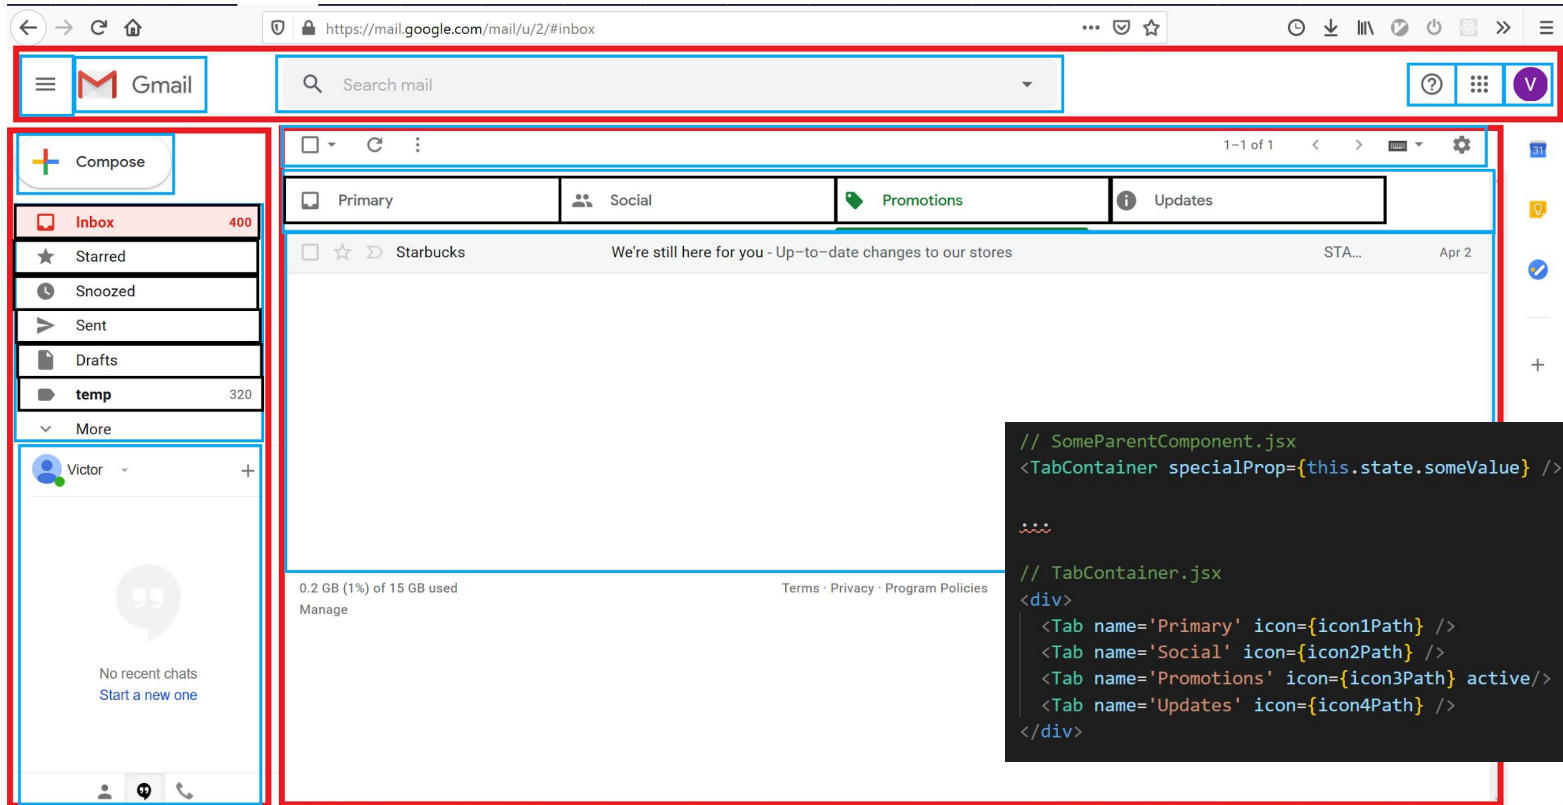 https://mail.google.com/mail/u/2/#inbox
Gmail
Search mail
V
Compose
1–1 of 1
31
Primary
Social
Promotions
Updates
Inbox 400
Starred
Snoozed
Sent
Drafts
temp 320
More
Starbucks We're still here for you - Up-to-date changes to our stores STA... Apr 2
Victor
No recent chats
Start a new one
0.2 GB (1%) of 15 GB used
Manage
Terms · Privacy · Program Policies
// SomeParentComponent.jsx
<TabContainer specialProp={this.state.someValue} />
...
// TabContainer.jsx
<div>
<Tab name='Primary' icon={icon1Path} />
<Tab name='Social' icon={icon2Path} />
<Tab name='Promotions' icon={icon3Path} active/>
<Tab name='Updates' icon={icon4Path} />
</div>